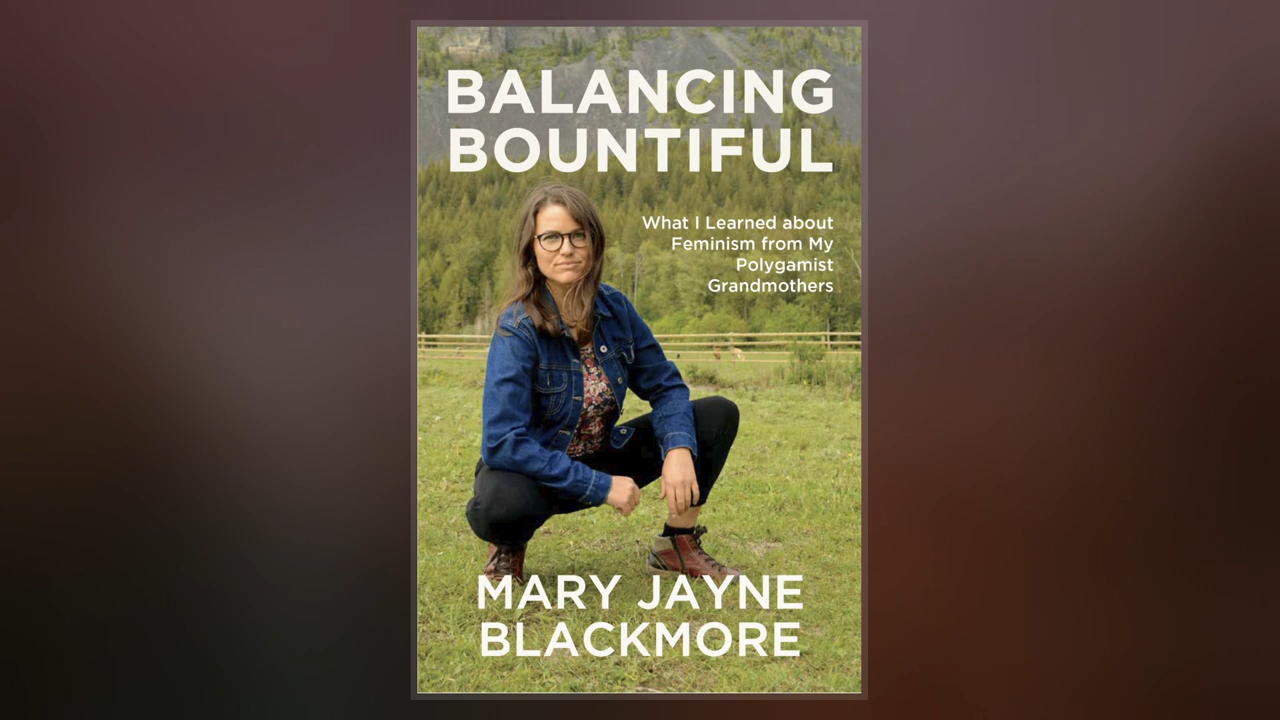 BALANCING
BOUNTIFUL
What I Learned about
Feminism from My
Polygamist
Grandmothers
MARY JAYNE
BLACKMORE